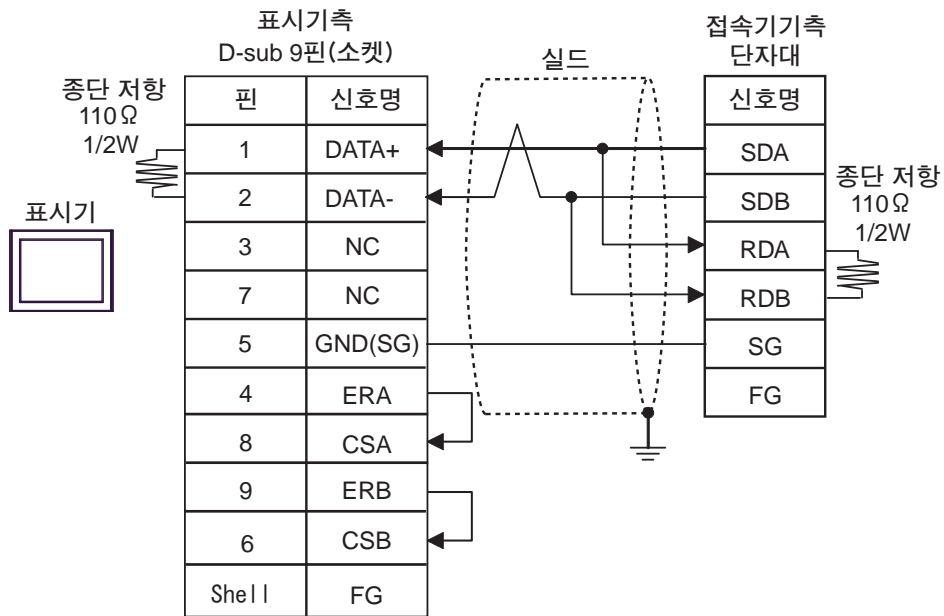 표시기측
D-sub 9핀(소켓)
접속기기측
단자대
실드
종단 저항
110Ω
1/2W
표시기
핀 신호명
1 DATA+
2 DATA-
3 NC
7 NC
5 GND(SG)
4 ERA
8 CSA
9 ERB
6 CSB
Shell FG
신호명
SDA
SDB
RDA
RDB
SG
FG
종단 저항
110Ω
1/2W